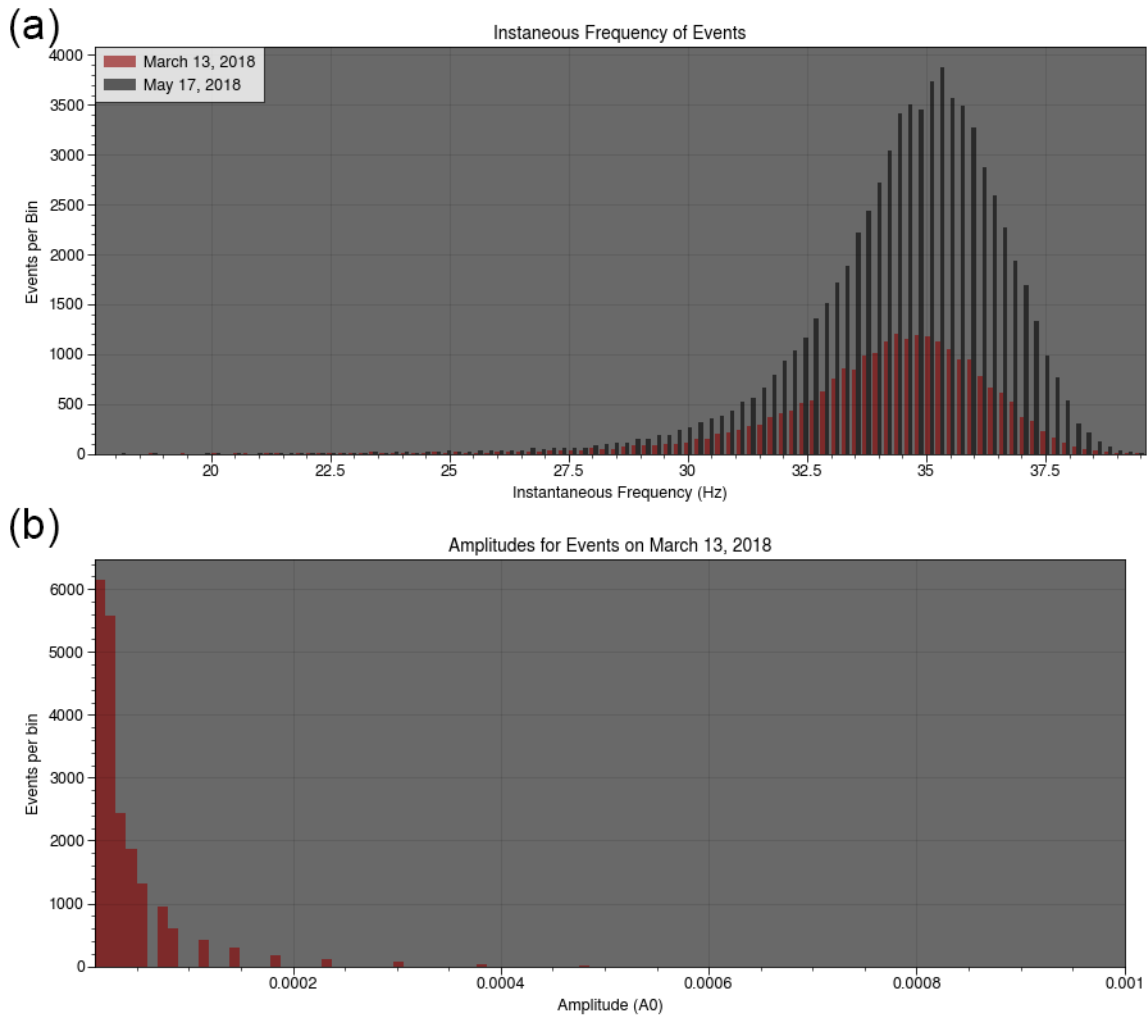 (a)
Instaneous Frequency of Events
March 13, 2018
May 17, 2018
4000
3500
3000
2500
2000
1500
1000
500
0
Events per Bin
20 22.5 25 27.5 30 32.5 35 37.5
Instantaneous Frequency (Hz)
(b)
Amplitudes for Events on March 13, 2018
6000
5000
4000
3000
2000
1000
0
Events per bin
0.0002 0.0004 0.0006 0.0008 0.001
Amplitude (A0)